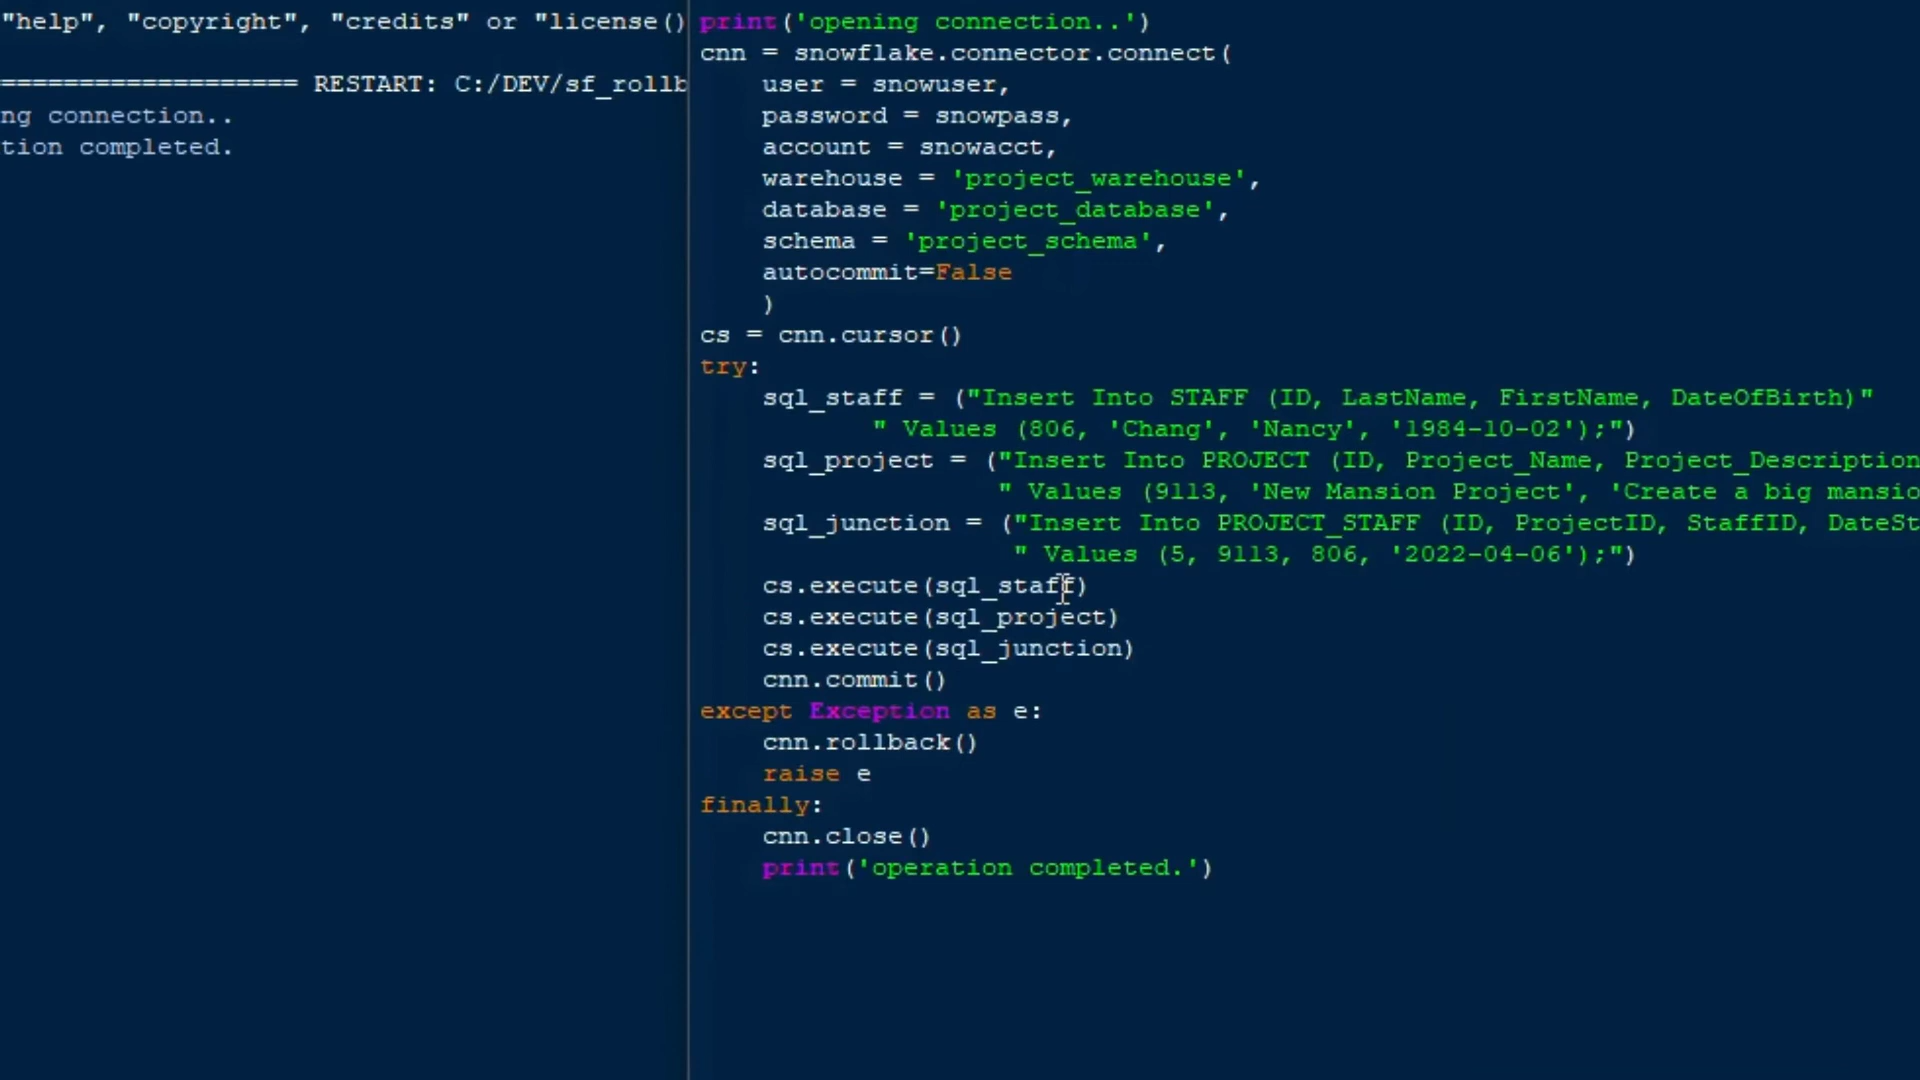 "help", "copyright", "credits" or "license()
=================== RESTART: C:/DEV/sf_rollb
ng connection..
tion completed.
print('opening connection..')
cnn = snowflake.connector.connect(
    user = snowuser,
    password = snowpass,
    account = snowacct,
    warehouse = 'project_warehouse',
    database = 'project_database',
    schema = 'project_schema',
    autocommit=False
    )
cs = cnn.cursor()
try:
    sql_staff = ("Insert Into STAFF (ID, LastName, FirstName, DateOfBirth)"
           " Values (806, 'Chang', 'Nancy', '1984-10-02');")
    sql_project = ("Insert Into PROJECT (ID, Project_Name, Project_Description
                   " Values (9113, 'New Mansion Project', 'Create a big mansio
    sql_junction = ("Insert Into PROJECT_STAFF (ID, ProjectID, StaffID, DateSt
                    " Values (5, 9113, 806, '2022-04-06');")
    cs.execute(sql_staff)
    cs.execute(sql_project)
    cs.execute(sql_junction)
    cnn.commit()
except Exception as e:
    cnn.rollback()
    raise e
finally:
    cnn.close()
    print('operation completed.')